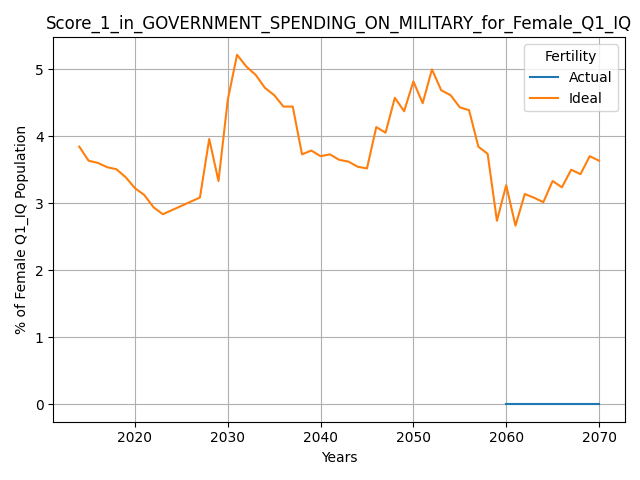 Score_1_in_GOVERNMENT_SPENDING_ON_MILITARY_for_Female_Q1_IQ
Fertility
Actual
Ideal
% of Female Q1_IQ Population
5
4
3
2
1
0
2020 2030 2040 2050 2060 2070
Years